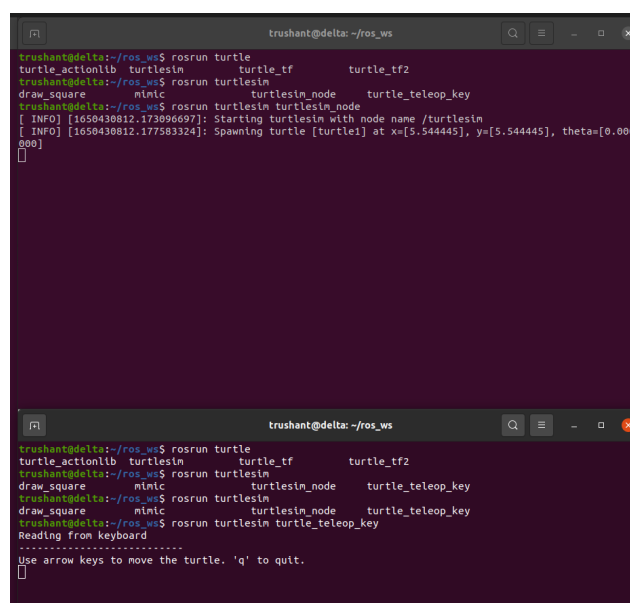 trushant@delta: ~/ros_ws
trushant@delta:~/ros_ws$ rosrun turtle
turtle_actionlib turtlesim turtle_tf turtle_tf2
trushant@delta:~/ros_ws$ rosrun turtlesim
draw_square mimic turtlesim_node turtle_teleop_key
trushant@delta:~/ros_ws$ rosrun turtlesim turtlesim_node
[ INFO] [1650430812.173096697]: Starting turtlesim with node name /turtlesim
[ INFO] [1650430812.177583324]: Spawning turtle [turtle1] at x=[5.544445], y=[5.544445], theta=[0.00
000]
trushant@delta: ~/ros_ws
trushant@delta:~/ros_ws$ rosrun turtle
turtle_actionlib turtlesim turtle_tf turtle_tf2
trushant@delta:~/ros_ws$ rosrun turtlesim
draw_square mimic turtlesim_node turtle_teleop_key
trushant@delta:~/ros_ws$ rosrun turtlesim
draw_square mimic turtlesim_node turtle_teleop_key
trushant@delta:~/ros_ws$ rosrun turtlesim turtle_teleop_key
Reading from keyboard
---------------------------
Use arrow keys to move the turtle. 'q' to quit.